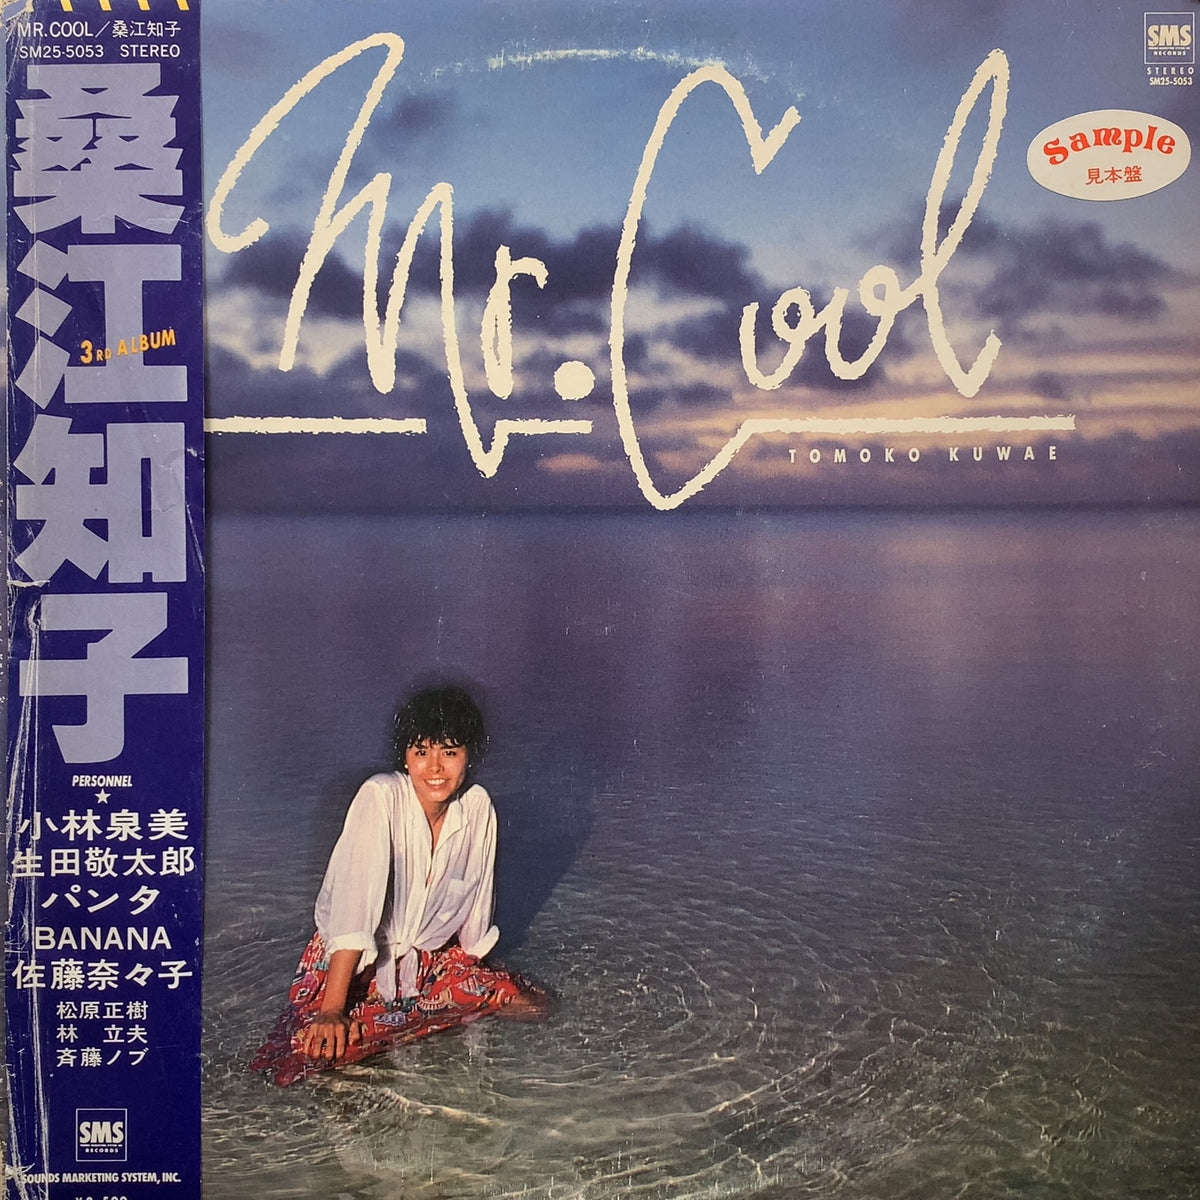 MR.COOL／桑江知子
SM25-5053 STEREO
桑江知子
3RD ALBUM
PERSONNEL
★
小林泉美
生田敬太郎
パンタ
BANANA
佐藤奈々子
松原正樹
林 立夫
斉藤ノブ
SMS
RECORDS
SOUNDS MARKETING SYSTEM, INC.
Mr. Cool
TOMOKO KUWAE
SMS
RECORDS
STEREO
SM25-5053
Sample
見本盤